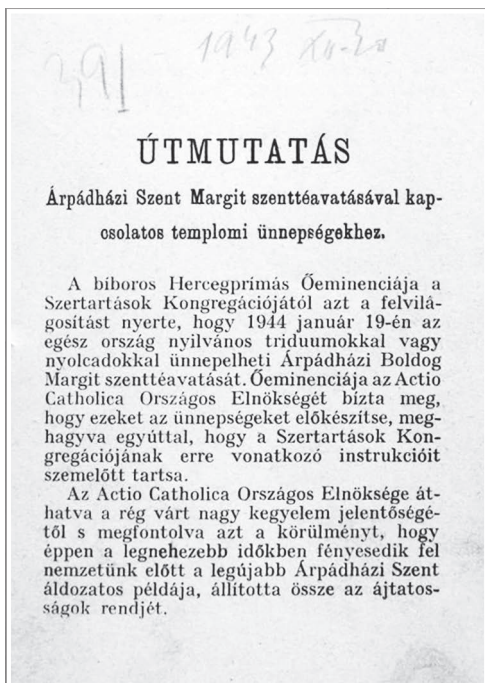 391
1943 XII-30
ÚTMUTATÁS
Árpádházi Szent Margit szenttéavatásával kap-
csolatos templomi ünnepségekhez.
A bíboros Hercegprímás Őeminenciája a
Szertartások Kongregációjától azt a felvilá-
gosítást nyerte, hogy 1944 január 19-én az
egész ország nyilvános triduumokkal vagy
nyolcadokkal ünnepelheti Árpádházi Boldog
Margit szenttéavatását. Őeminenciája az Actio
Catholica Országos Elnökségét bízta meg,
hogy ezeket az ünnepségeket előkészítse, meg-
hagyva egyúttal, hogy a Szertartások Kon-
gregációjának erre vonatkozó instrukcióit
szemelőtt tartsa.
Az Actio Catholica Országos Elnöksége át-
hatva a rég várt nagy kegyelem jelentőségé-
től s megfontolva azt a körülményt, hogy
éppen a legnehezebb időkben fényesedik fel
nemzetünk előtt a legújabb Árpádházi Szent
áldozatos példája, állította össze az ájtatos-
ságok rendjét.